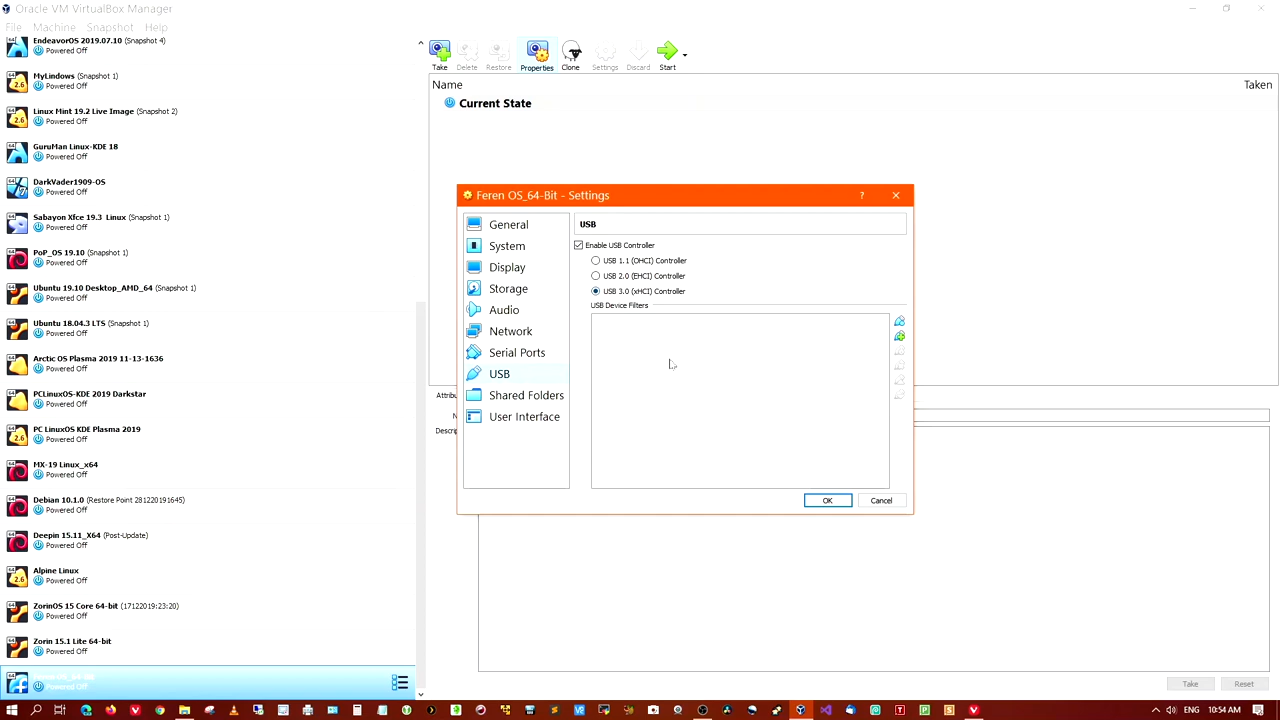 Oracle VM VirtualBox Manager
File Machine Snapshot Help
EndeavorOS 2019.07.10 (Snapshot 4)
Powered Off
MyLindows (Snapshot 1)
Powered Off
Linux Mint 19.2 Live Image (Snapshot 2)
Powered Off
GuruMan Linux-KDE 18
Powered Off
DarkVader1909-OS
Powered Off
Sabayon Xfce 19.3 Linux (Snapshot 1)
Powered Off
PoP_OS 19.10 (Snapshot 1)
Powered Off
Ubuntu 19.10 Desktop_AMD_64 (Snapshot 1)
Powered Off
Ubuntu 18.04.3 LTS (Snapshot 1)
Powered Off
Arctic OS Plasma 2019 11-13-1636
Powered Off
PCLinuxOS-KDE 2019 Darkstar
Powered Off
PC LinuxOS KDE Plasma 2019
Powered Off
MX-19 Linux_x64
Powered Off
Debian 10.1.0 (Restore Point 281220191645)
Powered Off
Deepin 15.11_X64 (Post-Update)
Powered Off
Alpine Linux
Powered Off
ZorinOS 15 Core 64-bit (17122019:23:20)
Powered Off
Zorin 15.1 Lite 64-bit
Powered Off
Feren OS_64-Bit
Powered Off
Take Delete Restore Properties Clone Settings Discard Start
Name Taken
Current State
Attribu
N
Descrip
Take Reset
Feren OS_64-Bit - Settings
General
System
Display
Storage
Audio
Network
Serial Ports
USB
Shared Folders
User Interface
USB
Enable USB Controller
USB 1.1 (OHCI) Controller
USB 2.0 (EHCI) Controller
USB 3.0 (xHCI) Controller
USB Device Filters
OK Cancel
ENG 10:54 AM